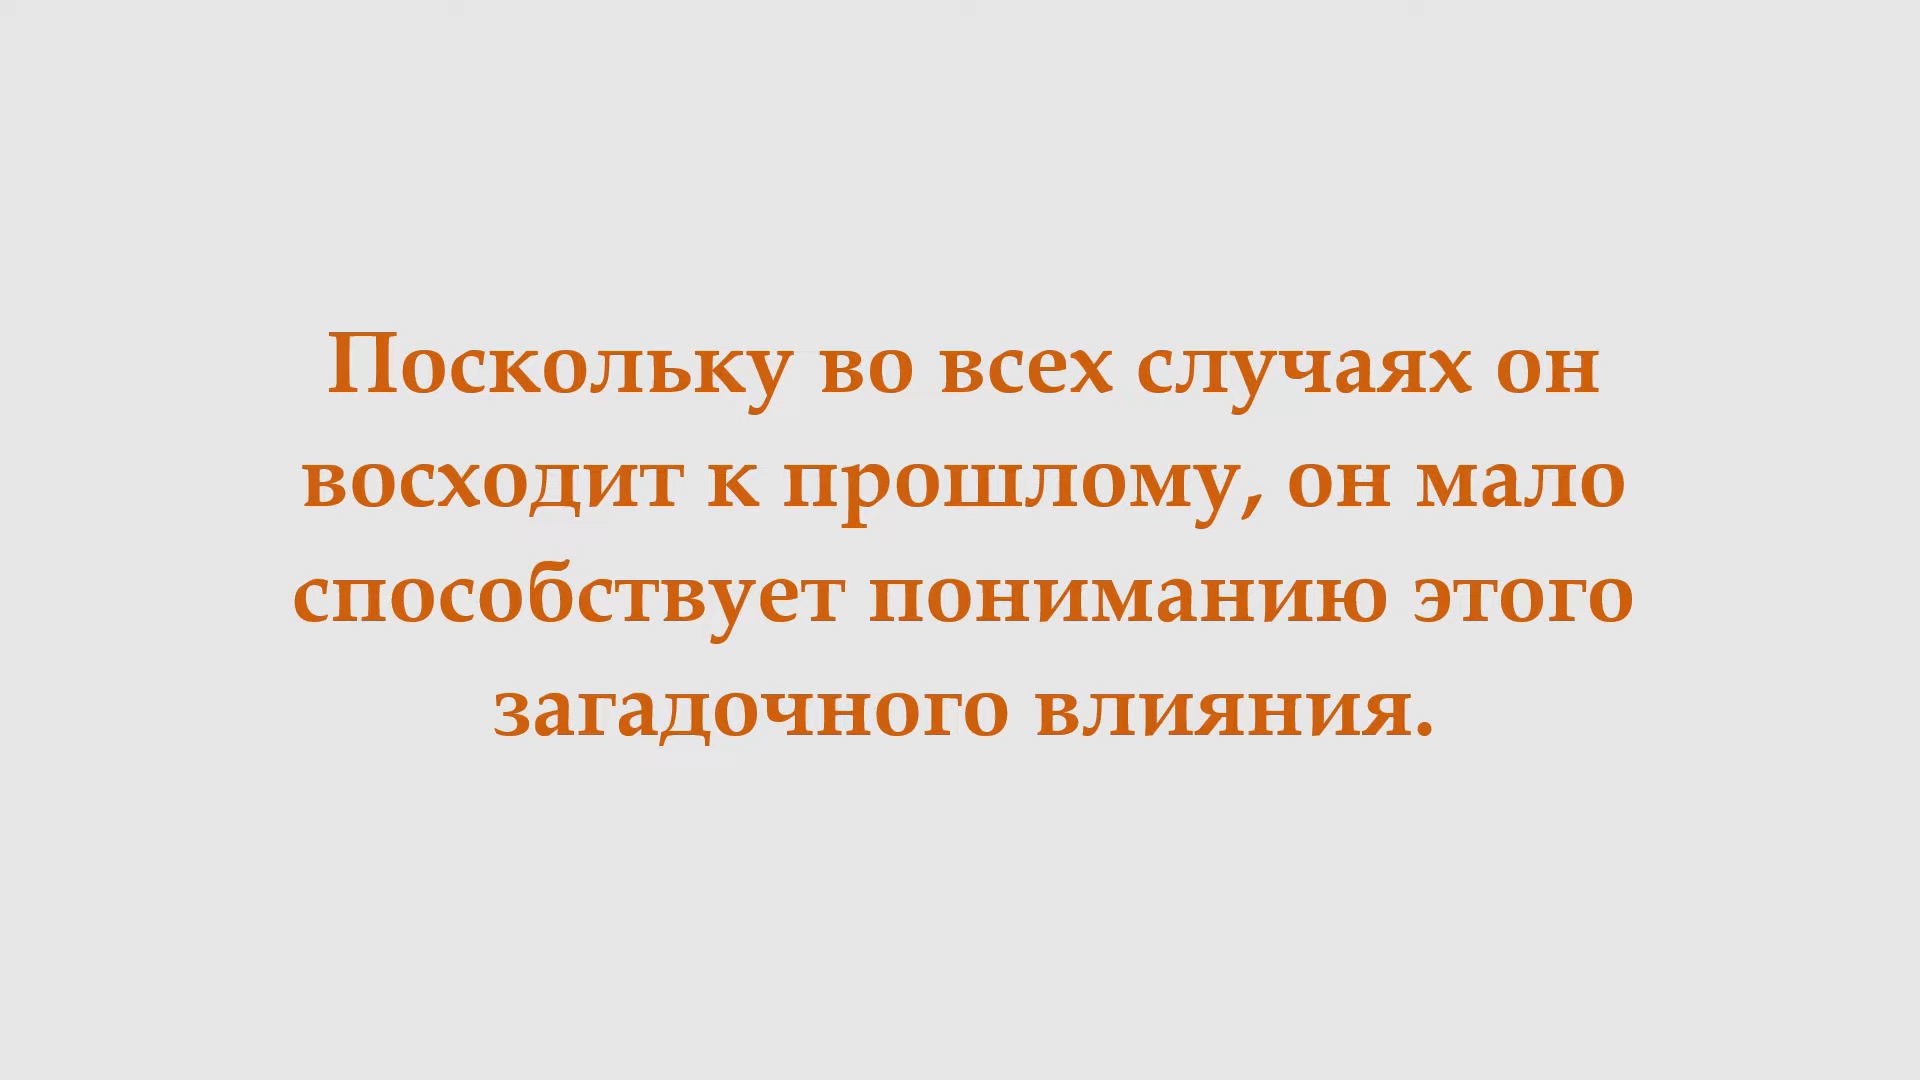 Поскольку во всех случаях он
восходит к прошлому, он мало
способствует пониманию этого
загадочного влияния.